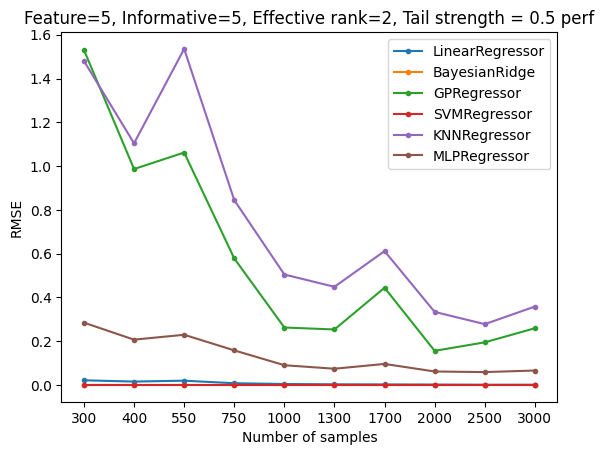 Feature=5, Informative=5, Effective rank=2, Tail strength = 0.5 perf
1.6
1.4
1.2
1.0
0.8
0.6
0.4
0.2
0.0
RMSE
LinearRegressor
BayesianRidge
GPRegressor
SVMRegressor
KNNRegressor
MLPRegressor
300 400 550 750 1000 1300 1700 2000 2500 3000
Number of samples